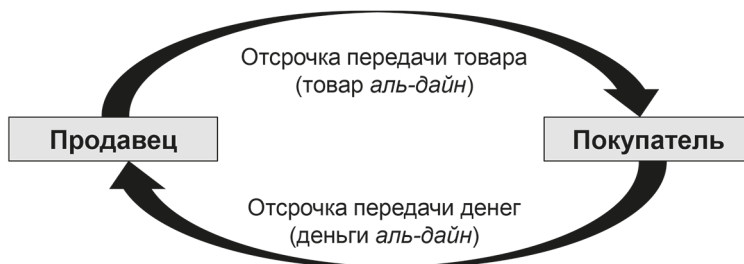 Отсрочка передачи товара
(товар аль-дайн)
Продавец
Покупатель
Отсрочка передачи денег
(деньги аль-дайн)